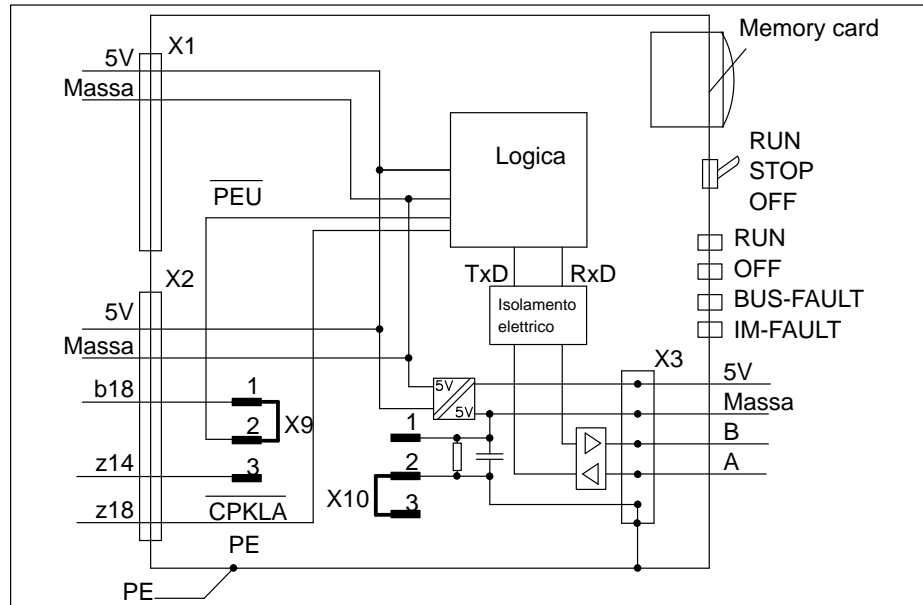 X1
5V
Massa
Memory card
Logica
RUN
STOP
OFF
PEU
RUN
OFF
BUS-FAULT
IM-FAULT
TxD
RxD
Isolamento
elettrico
X2
5V
Massa
b18
1
2
X9
3
z14
z18
CPKLA
PE
PE
5V
5V
1
2
3
X10
X3
5V
Massa
B
A